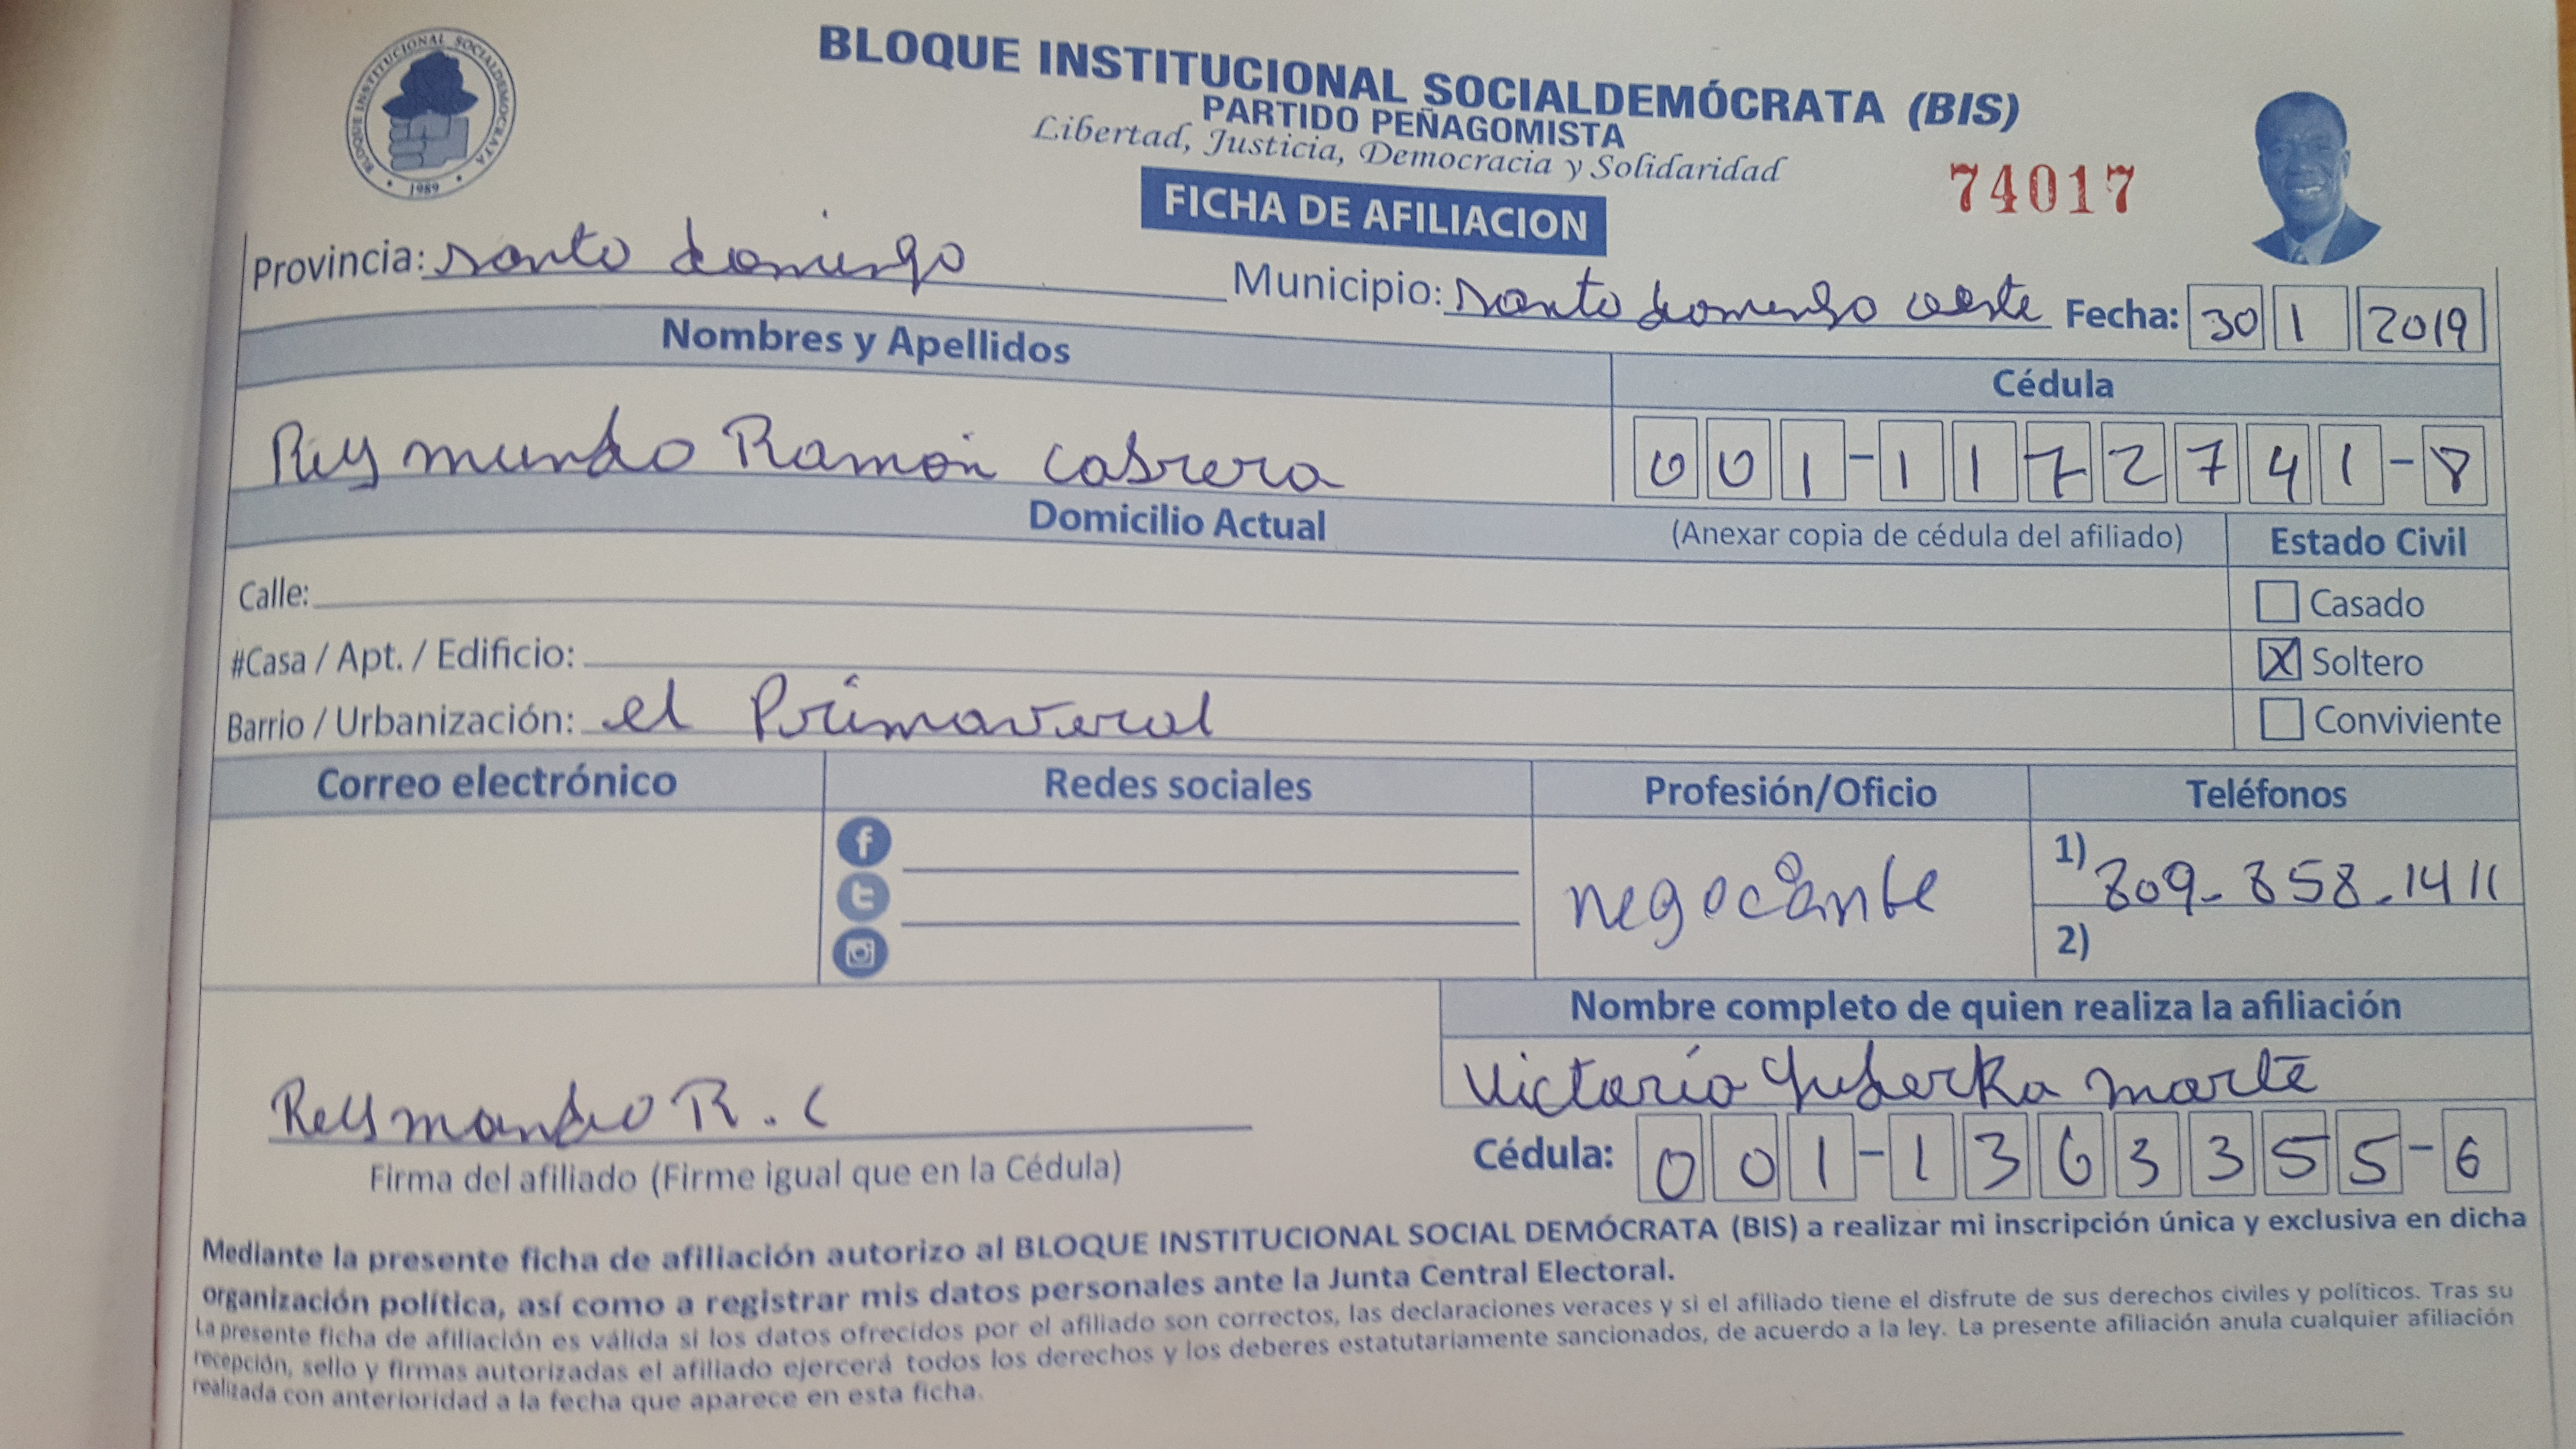 BLOQUE INSTITUCIONAL SOCIALDEMOCRATA
1989
BLOQUE INSTITUCIONAL SOCIALDEMÓCRATA (BIS)
PARTIDO PEÑAGOMISTA
Libertad, Justicia, Democracia y Solidaridad
FICHA DE AFILIACION
74017
Provincia: santo domingo Municipio: santo domingo oeste Fecha: 30 1 2019
Nombres y Apellidos Cédula
Reymundo Ramón Cabrera 001-1172741-8
Domicilio Actual (Anexar copia de cédula del afiliado) Estado Civil
Calle: Casado
#Casa / Apt. / Edificio: X Soltero
Barrio / Urbanización: el Primaveral Conviviente
Correo electrónico Redes sociales Profesión/Oficio Teléfonos
negociante 1) 809-858-1411
2)
Nombre completo de quien realiza la afiliación
Victoria Yuberka marte
Reymundo R. C
Firma del afiliado (Firme igual que en la Cédula) Cédula: 001-1363355-6
Mediante la presente ficha de afiliación autorizo al BLOQUE INSTITUCIONAL SOCIAL DEMÓCRATA (BIS) a realizar mi inscripción única y exclusiva en dicha
organización política, así como a registrar mis datos personales ante la Junta Central Electoral.
La presente ficha de afiliación es válida si los datos ofrecidos por el afiliado son correctos, las declaraciones veraces y si el afiliado tiene el disfrute de sus derechos civiles y políticos. Tras su
recepción, sello y firmas autorizadas el afiliado ejercerá todos los derechos y los deberes estatutariamente sancionados, de acuerdo a la ley. La presente afiliación anula cualquier afiliación
realizada con anterioridad a la fecha que aparece en esta ficha.